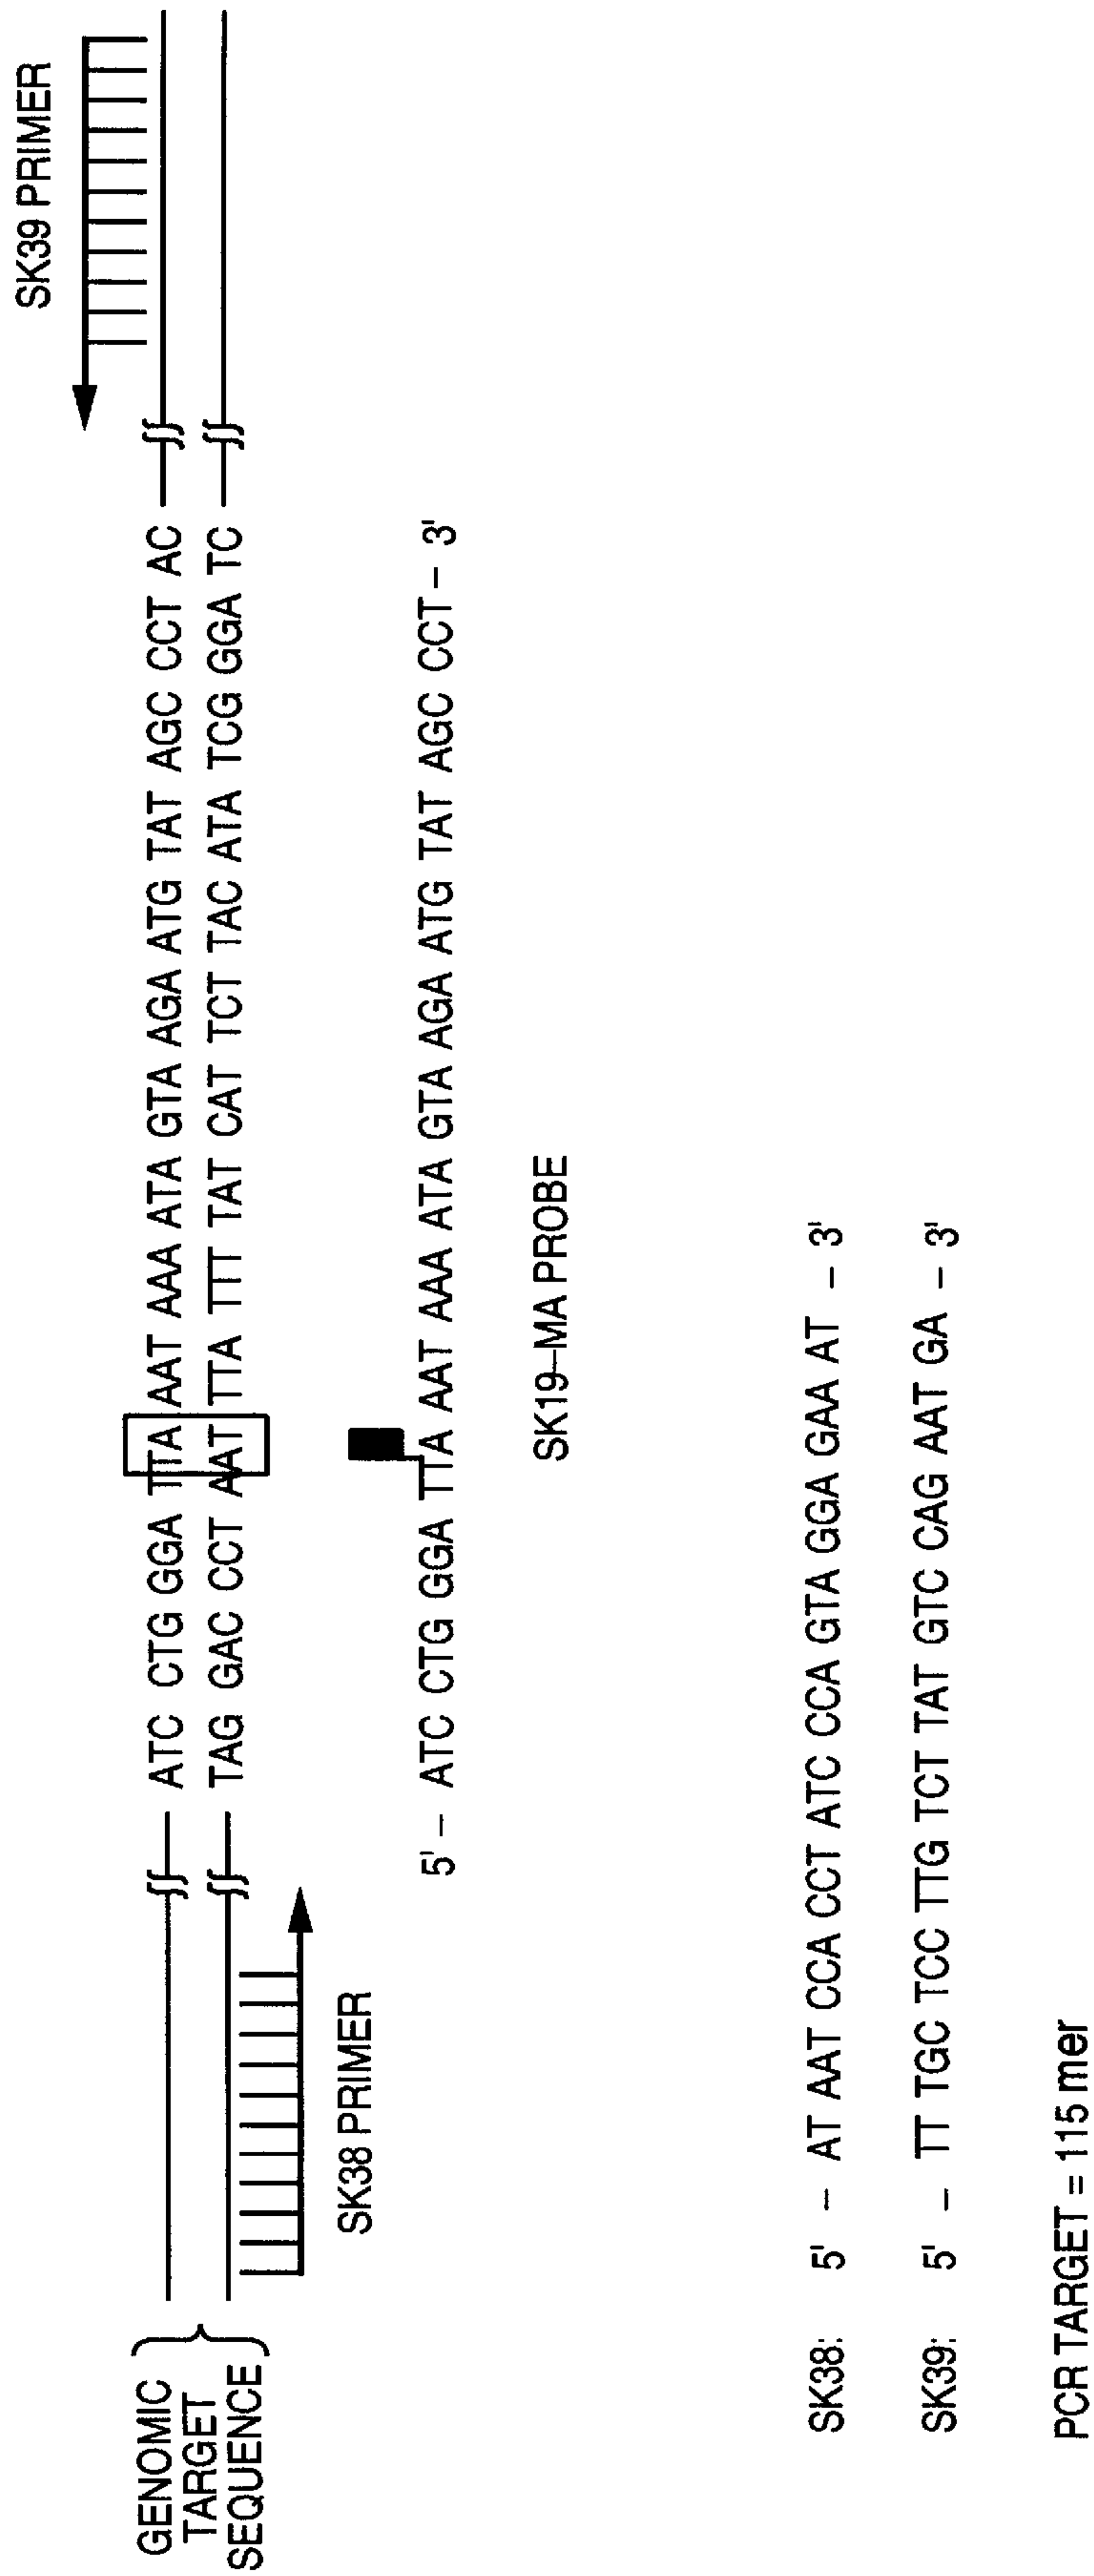 SK39 PRIMER
GENOMIC
TARGET
SEQUENCE
ATC CTG GGA TTA AAT AAA ATA GTA AGA ATG TAT AGC CCT AC
TAG GAC CCT AAT TTA TTT TAT CAT TCT TAC ATA TCG GGA TC
SK38 PRIMER
5' – ATC CTG GGA TTA AAT AAA ATA GTA AGA ATG TAT AGC CCT – 3'
SK19–MA PROBE
SK38: 5' – AT AAT CCA CCT ATC CCA GTA GGA GAA AT – 3'
SK39: 5' – TT TGC TCC TTG TCT TAT GTC CAG AAT GA – 3'
PCR TARGET = 115 mer